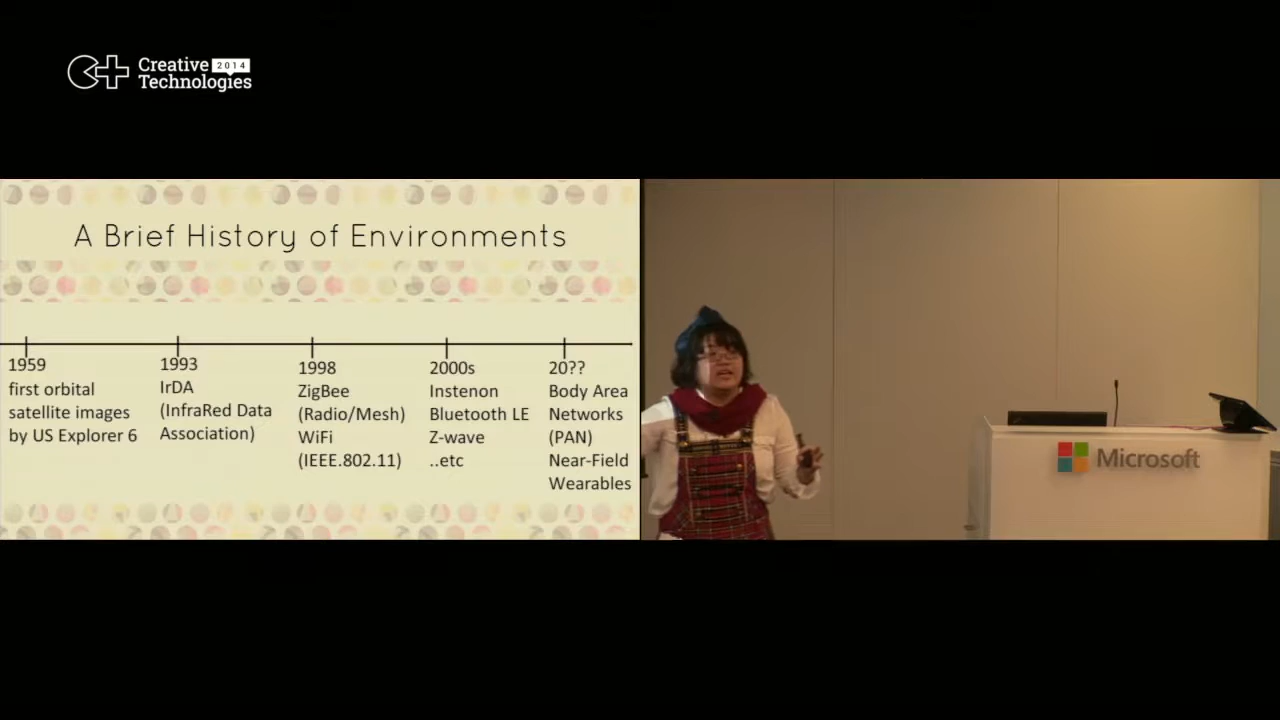 Creative 2014
Technologies
A Brief History of Environments
1959
first orbital
satellite images
by US Explorer 6
1993
IrDA
(InfraRed Data
Association)
1998
ZigBee
(Radio/Mesh)
WiFi
(IEEE.802.11)
2000s
Instenon
Bluetooth LE
Z-wave
..etc
20??
Body Area
Networks
(PAN)
Near-Field
Wearables
Microsoft